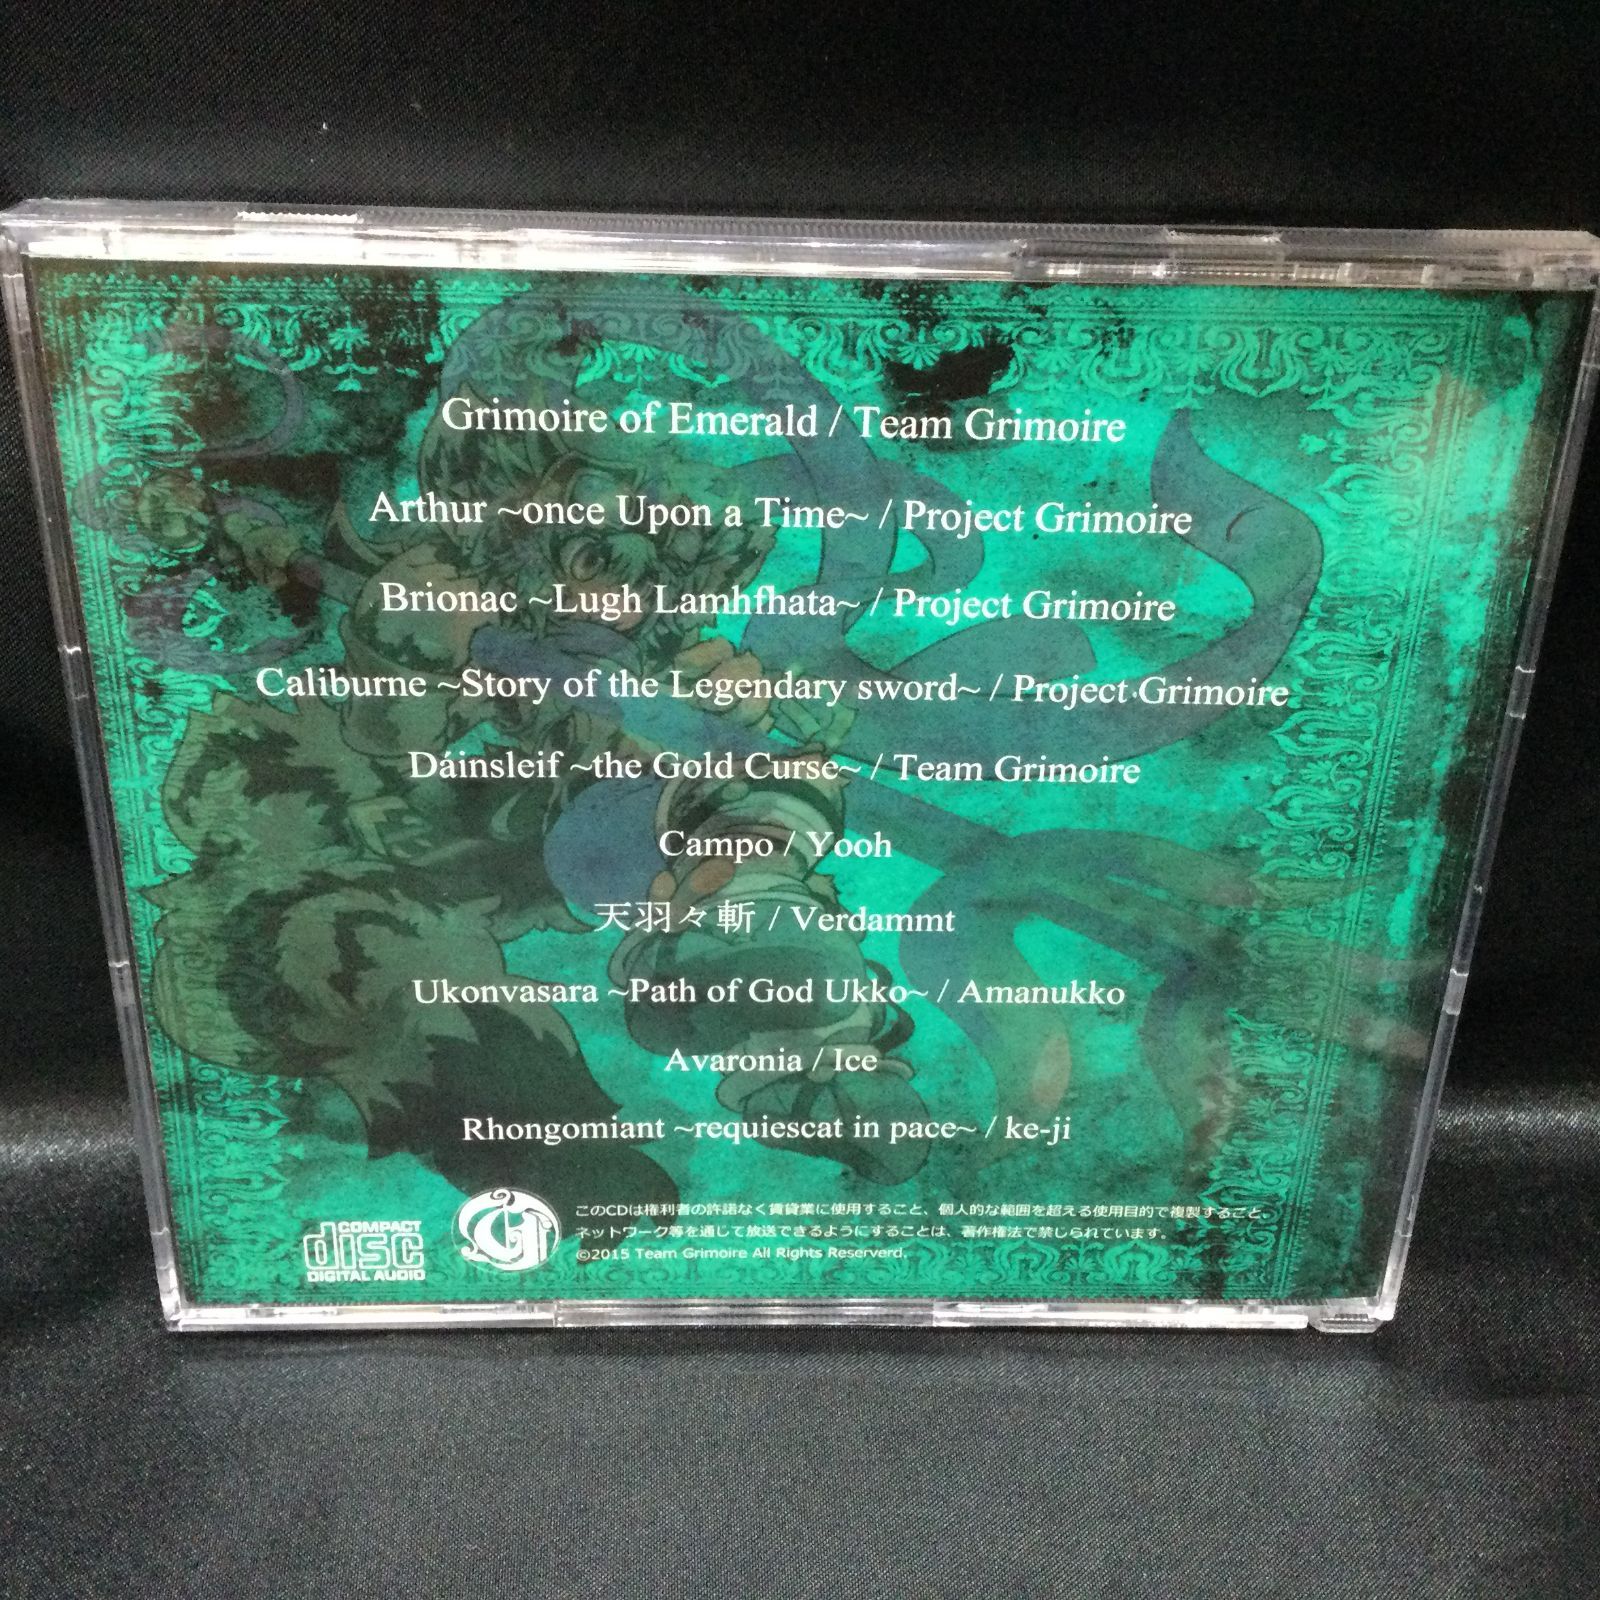 Grimoire of Emerald / Team Grimoire
Arthur ~once Upon a Time~ / Project Grimoire
Brionac ~Lugh Lamhfhata~ / Project Grimoire
Caliburne ~Story of the Legendary sword~ / Project Grimoire
Dáinsleif ~the Gold Curse~ / Team Grimoire
Campo / Yooh
天羽々斬 / Verdammt
Ukonvasara ~Path of God Ukko~ / Amanukko
Avaronia / Ice
Rhongomiant ~requiescat in pace~ / ke-ji
COMPACT
disc
DIGITAL AUDIO
Gr
このCDは権利者の許諾なく賃貸業に使用すること、個人的な範囲を超える使用目的で複製すること、
ネットワーク等を通じて放送できるようにすることは、著作権法で禁じられています。
©2015 Team Grimoire All Rights Reserverd.